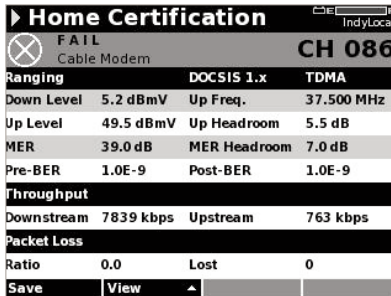 Home Certification
IndyLoca
FAIL
Cable Modem
CH 086
Ranging DOCSIS 1.x TDMA
Down Level 5.2 dBmV Up Freq. 37.500 MHz
Up Level 49.5 dBmV Up Headroom 5.5 dB
MER 39.0 dB MER Headroom 7.0 dB
Pre-BER 1.0E-9 Post-BER 1.0E-9
Throughput
Downstream 7839 kbps Upstream 763 kbps
Packet Loss
Ratio 0.0 Lost 0
Save View